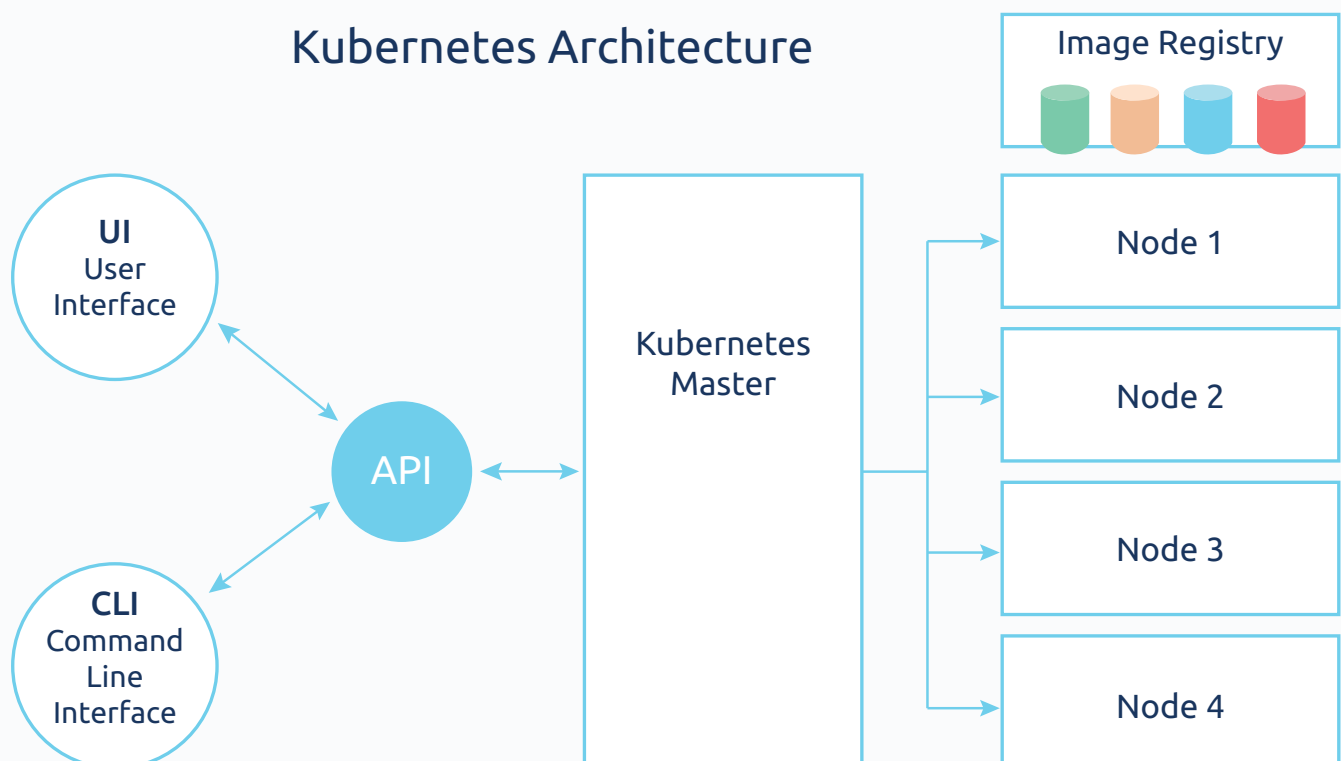 Kubernetes Architecture
Image Registry
UI
User
Interface
API
CLI
Command
Line
Interface
Kubernetes
Master
Node 1
Node 2
Node 3
Node 4